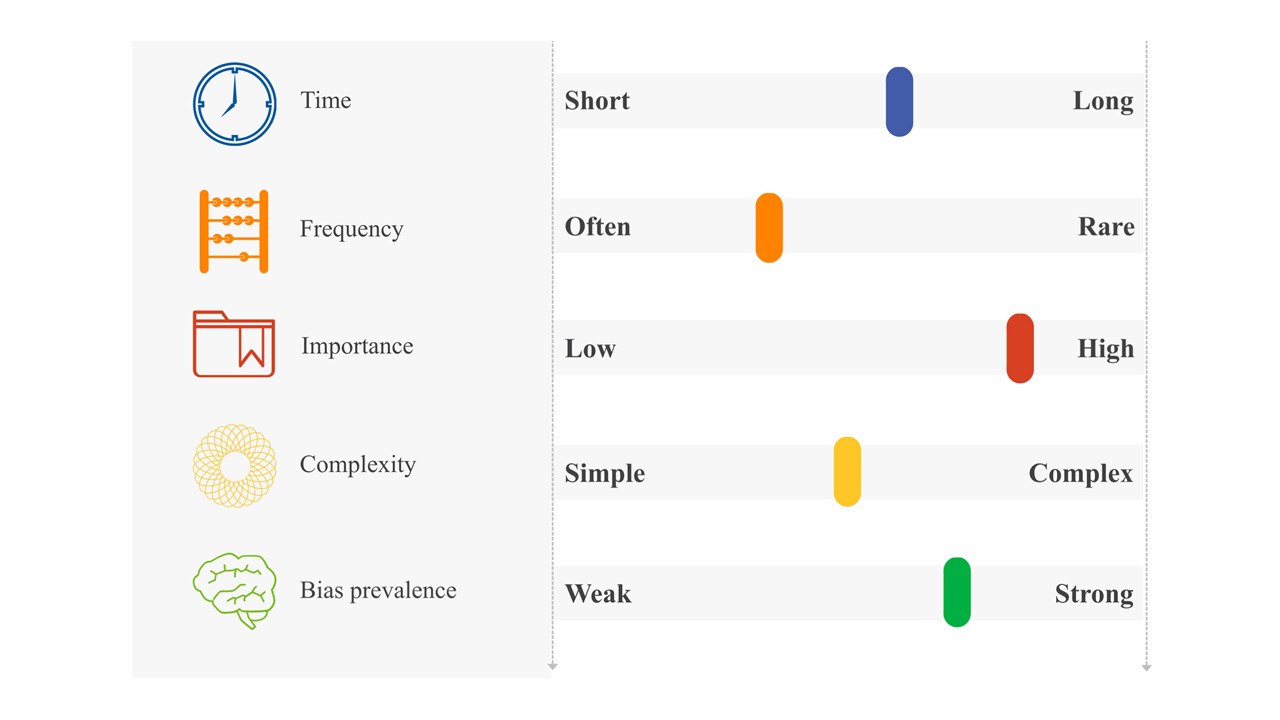 Time
Short
Long
Frequency
Often
Rare
Importance
Low
High
Complexity
Simple
Complex
Bias prevalence
Weak
Strong